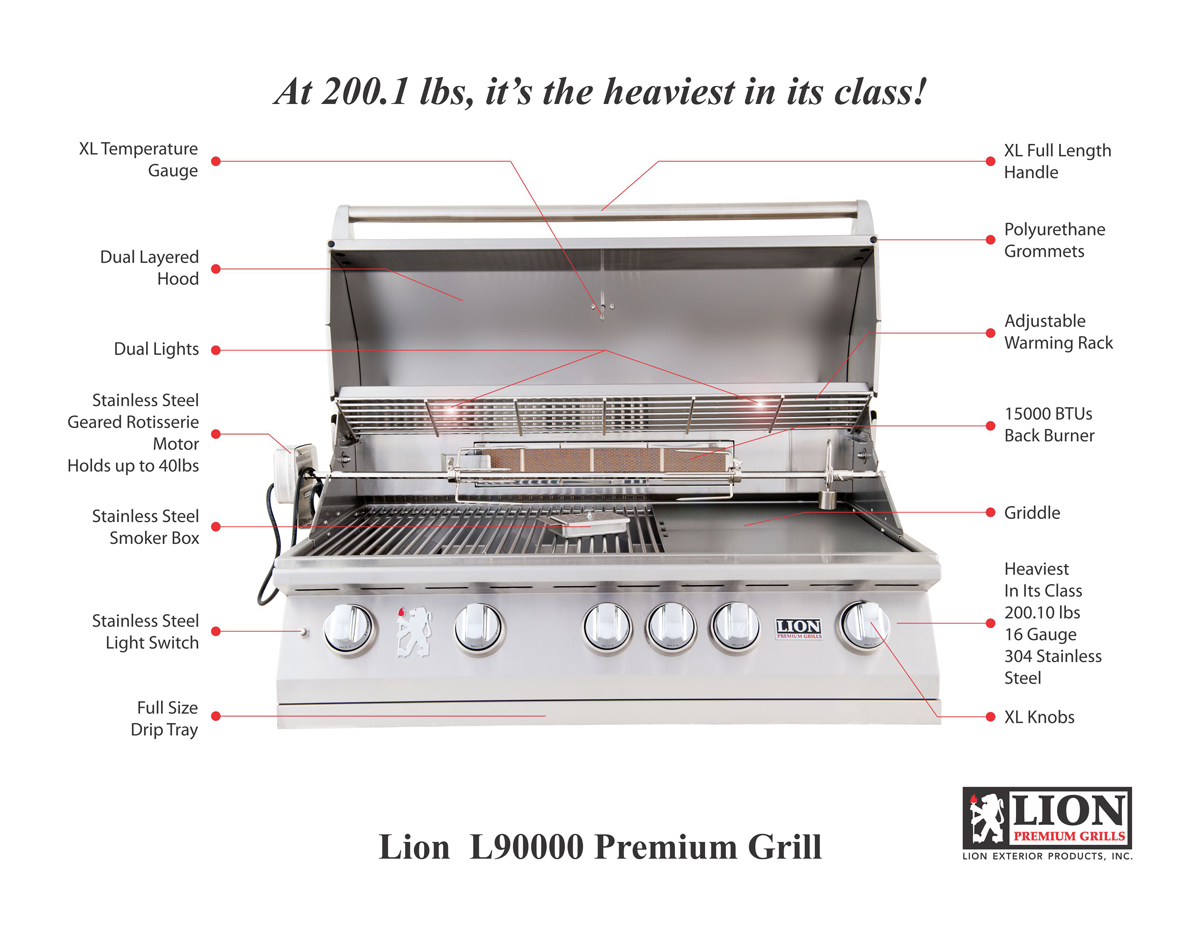 At 200.1 lbs, it's the heaviest in its class!
XL Temperature
Gauge
Dual Layered
Hood
Dual Lights
Stainless Steel
Geared Rotisserie
Motor
Holds up to 40lbs
Stainless Steel
Smoker Box
Stainless Steel
Light Switch
Full Size
Drip Tray
XL Full Length
Handle
Polyurethane
Grommets
Adjustable
Warming Rack
15000 BTUs
Back Burner
Griddle
Heaviest
In Its Class
200.10 lbs
16 Gauge
304 Stainless
Steel
XL Knobs
LION
PREMIUM GRILLS
Lion L90000 Premium Grill
LION
PREMIUM GRILLS
LION EXTERIOR PRODUCTS, INC.